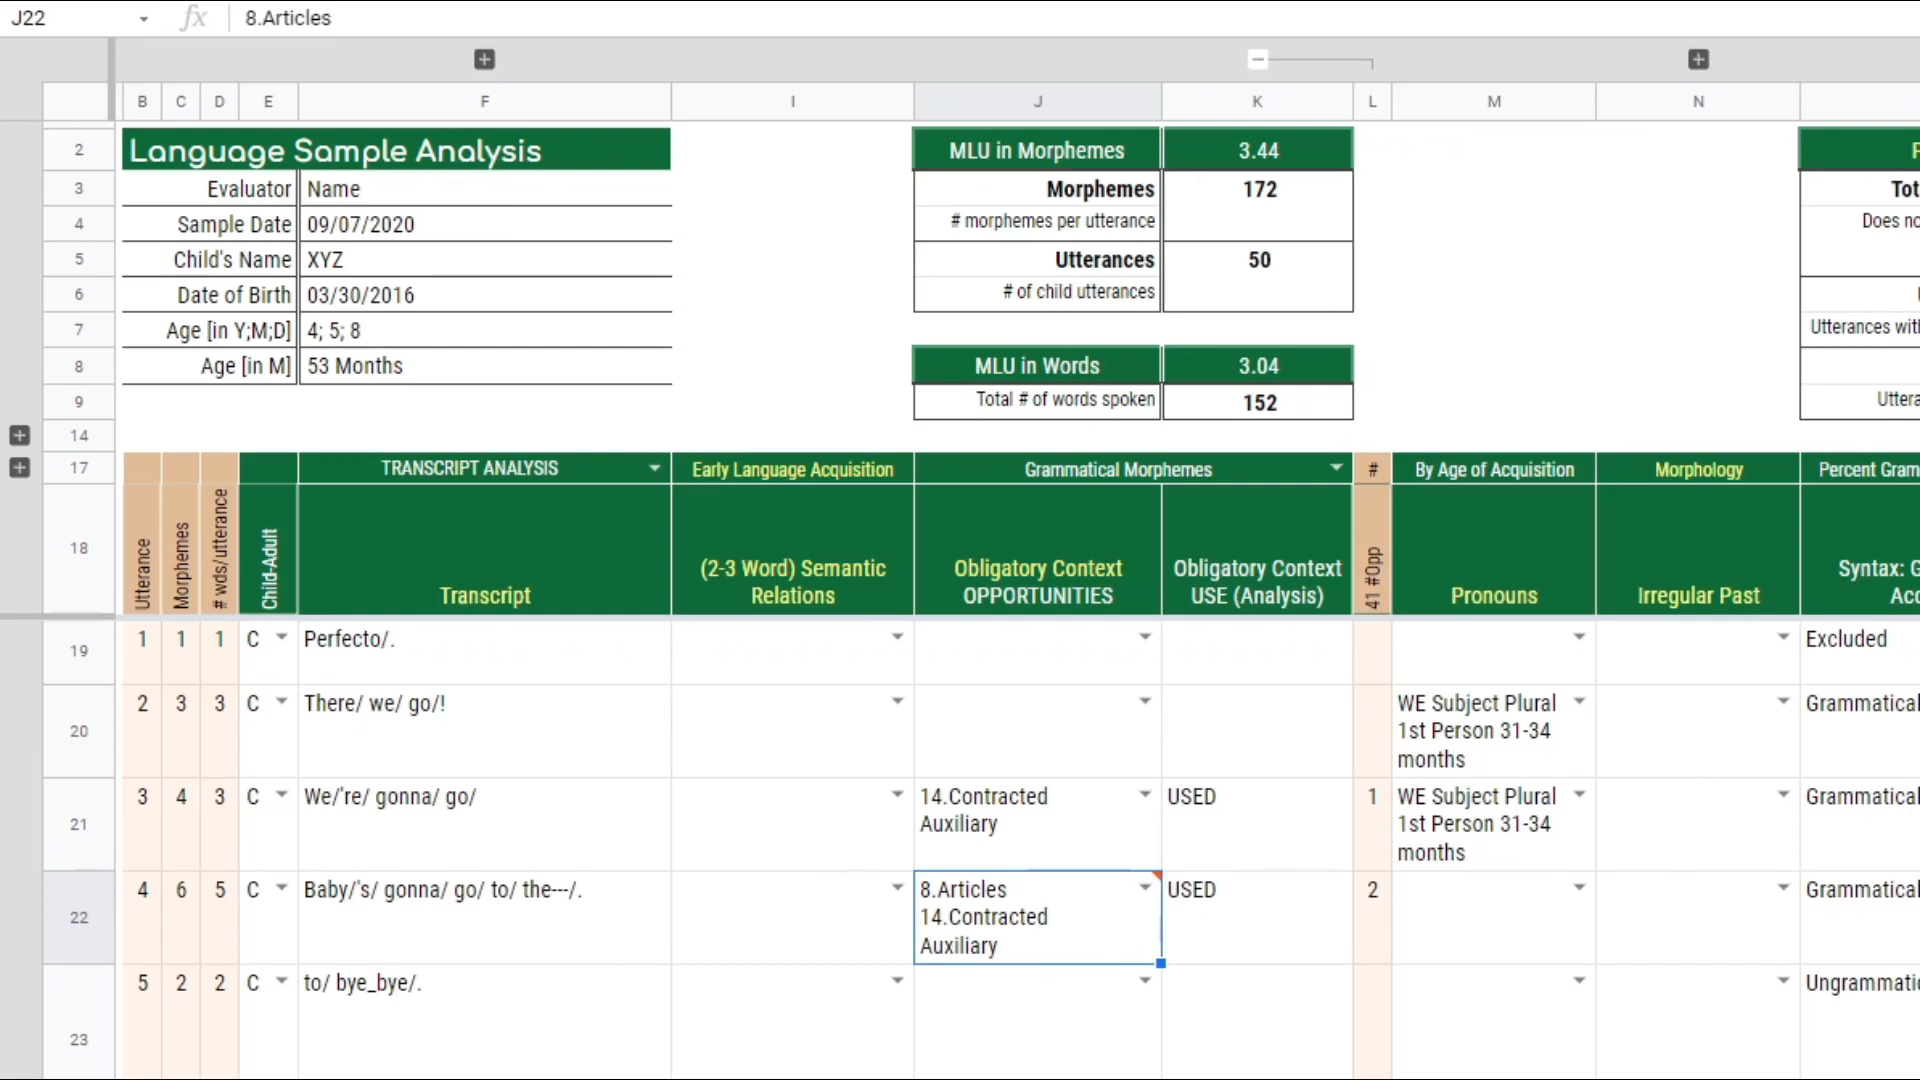 J22 fx 8.Articles
B C D E F I J K L M N
2 Language Sample Analysis MLU in Morphemes 3.44
3 Evaluator Name Morphemes 172 Tot
4 Sample Date 09/07/2020 # morphemes per utterance Does no
5 Child's Name XYZ Utterances 50
6 Date of Birth 03/30/2016 # of child utterances
7 Age [in Y;M;D] 4; 5; 8 Utterances with
8 Age [in M] 53 Months MLU in Words 3.04
9 Total # of words spoken 152 Uttera
14
17 TRANSCRIPT ANALYSIS Early Language Acquisition Grammatical Morphemes # By Age of Acquisition Morphology Percent Gram
18
Utterance
Morphemes
# wds/utterance
Child-Adult
Transcript
(2-3 Word) Semantic
Relations
Obligatory Context
OPPORTUNITIES
Obligatory Context
USE (Analysis)
41 #Opp
Pronouns
Irregular Past
Syntax: G
Acc
19 1 1 1 C Perfecto/. Excluded
20 2 3 3 C There/ we/ go/! WE Subject Plural Grammatical
1st Person 31-34
months
21 3 4 3 C We/'re/ gonna/ go/ 14.Contracted USED 1 WE Subject Plural Grammatical
Auxiliary 1st Person 31-34
months
22 4 6 5 C Baby/'s/ gonna/ go/ to/ the---/. 8.Articles USED 2 Grammatical
14.Contracted
Auxiliary
23 5 2 2 C to/ bye_bye/. Ungrammatic